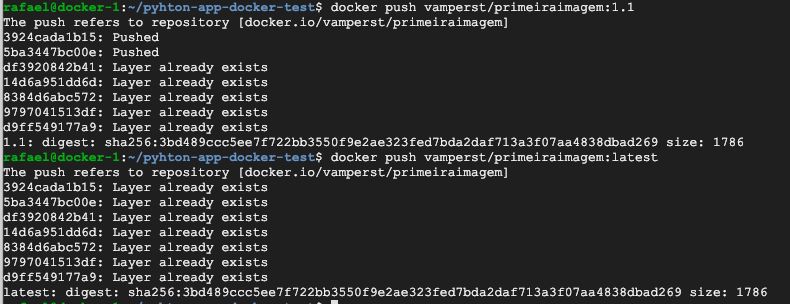 rafael@docker-1:~/pyhton-app-docker-test$ docker push vamperst/primeiraimagem:1.1
The push refers to repository [docker.io/vamperst/primeiraimagem]
3924cada1b15: Pushed
5ba3447bc00e: Pushed
df3920842b41: Layer already exists
14d6a951dd6d: Layer already exists
8384d6abc572: Layer already exists
9797041513df: Layer already exists
d9ff549177a9: Layer already exists
1.1: digest: sha256:3bd489ccc5ee7f722bb3550f9e2ae323fed7bda2daf713a3f07aa4838dbad269 size: 1786
rafael@docker-1:~/pyhton-app-docker-test$ docker push vamperst/primeiraimagem:latest
The push refers to repository [docker.io/vamperst/primeiraimagem]
3924cada1b15: Layer already exists
5ba3447bc00e: Layer already exists
df3920842b41: Layer already exists
14d6a951dd6d: Layer already exists
8384d6abc572: Layer already exists
9797041513df: Layer already exists
d9ff549177a9: Layer already exists
latest: digest: sha256:3bd489ccc5ee7f722bb3550f9e2ae323fed7bda2daf713a3f07aa4838dbad269 size: 1786